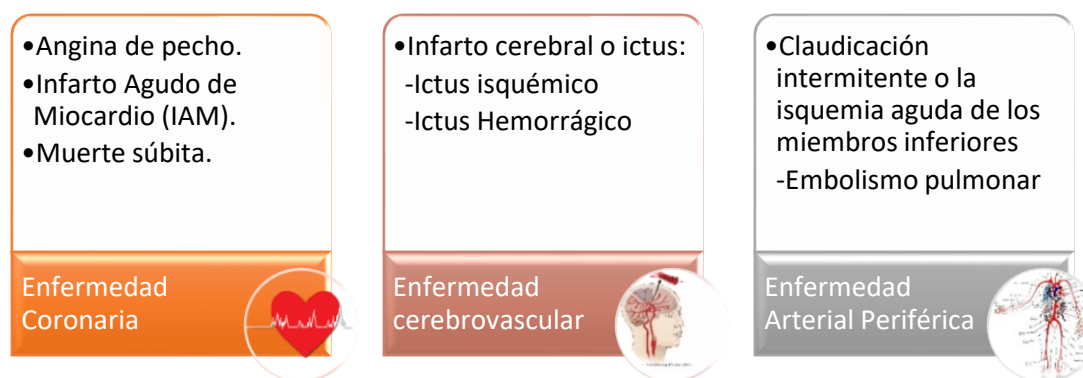 •Angina de pecho.
•Infarto Agudo de
Miocardio (IAM).
•Muerte súbita.
Enfermedad
Coronaria
•Infarto cerebral o ictus:
-Ictus isquémico
-Ictus Hemorrágico
Enfermedad
cerebrovascular
•Claudicación
intermitente o la
isquemia aguda de los
miembros inferiores
-Embolismo pulmonar
Enfermedad
Arterial Periférica